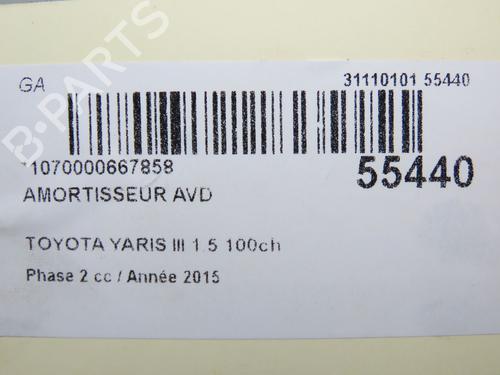 GA
31110101 55440
*1070000667858
55440
AMORTISSEUR AVD
TOYOTA YARIS III 1.5 100ch
Phase 2 cc / Année 2015
B-PARTS